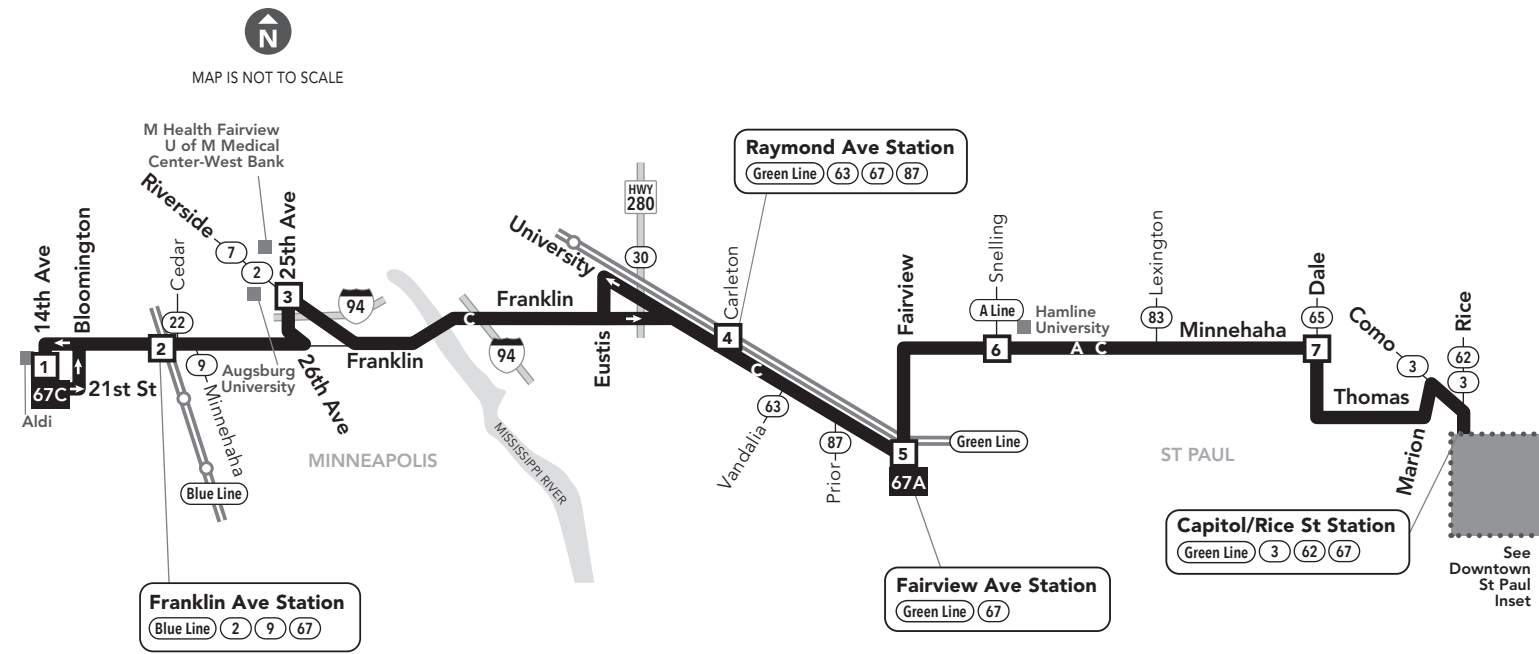 N
MAP IS NOT TO SCALE
M Health Fairview
U of M Medical
Center-West Bank
Riverside
7
2
25th Ave
3
Augsburg
University
14th Ave
Bloomington
Cedar
22
2
9
Minnehaha
1
67C
21st St
Aldi
Blue Line
26th Ave
94
Franklin
MINNEAPOLIS
Franklin Ave Station
Blue Line 2 9 67
C
Franklin
94
MISSISSIPPI RIVER
University
Eustis
HWY
280
30
Raymond Ave Station
Green Line 63 67 87
Carleton
4
C
63
Vandalia
87
Prior
Fairview
5
67A
Green Line
Fairview Ave Station
Green Line 67
Snelling
A Line
6
Hamline
University
A C
Lexington
83
Minnehaha
Dale
65
7
ST PAUL
Thomas
Como
3
Marion
Rice
62
3
Capitol/Rice St Station
Green Line 3 62 67
See
Downtown
St Paul
Inset